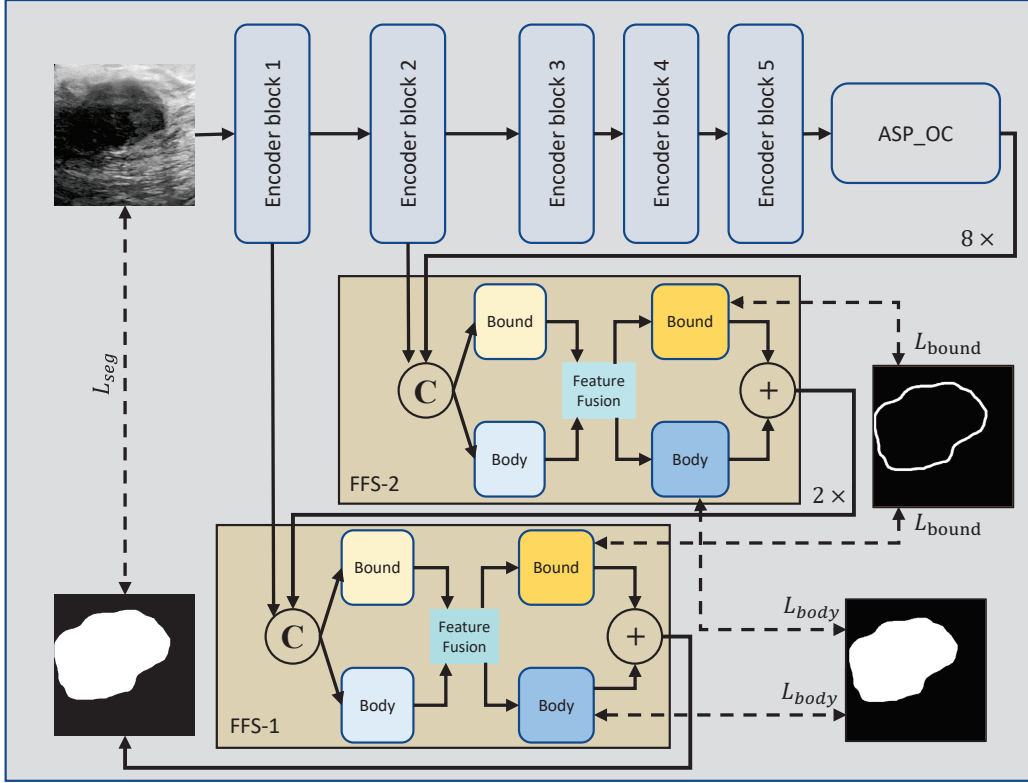 Encoder block 1
Encoder block 2
Encoder block 3
Encoder block 4
Encoder block 5
ASP_OC
8 ×
Bound
Bound
L_bound
L_seg
C
Feature
Fusion
+
Body
Body
FFS-2
2 ×
L_bound
Bound
Bound
C
Feature
Fusion
+
L_body
Body
Body
L_body
FFS-1